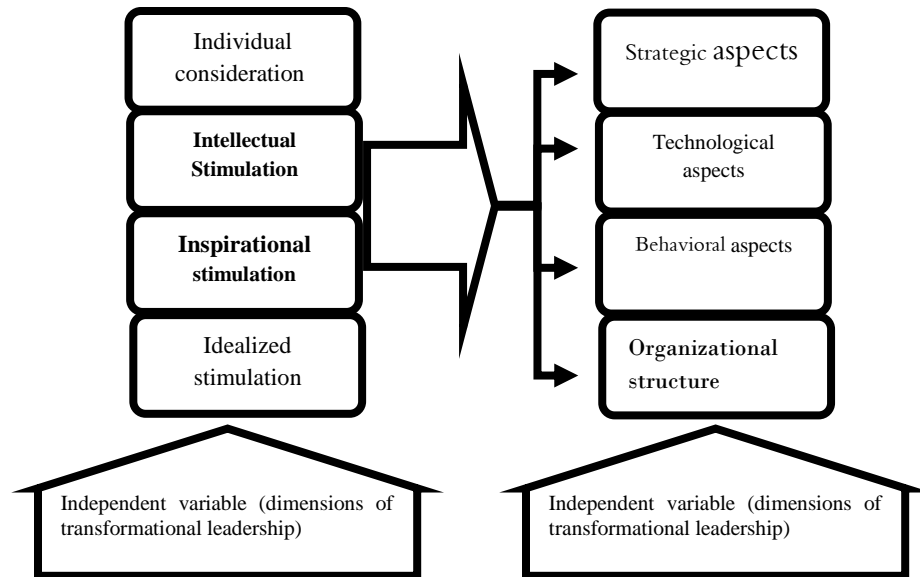 Individual
consideration
Intellectual
Stimulation
Inspirational
stimulation
Idealized
stimulation
Strategic aspects
Technological
aspects
Behavioral aspects
Organizational
structure
Independent variable (dimensions of
transformational leadership)
Independent variable (dimensions of
transformational leadership)